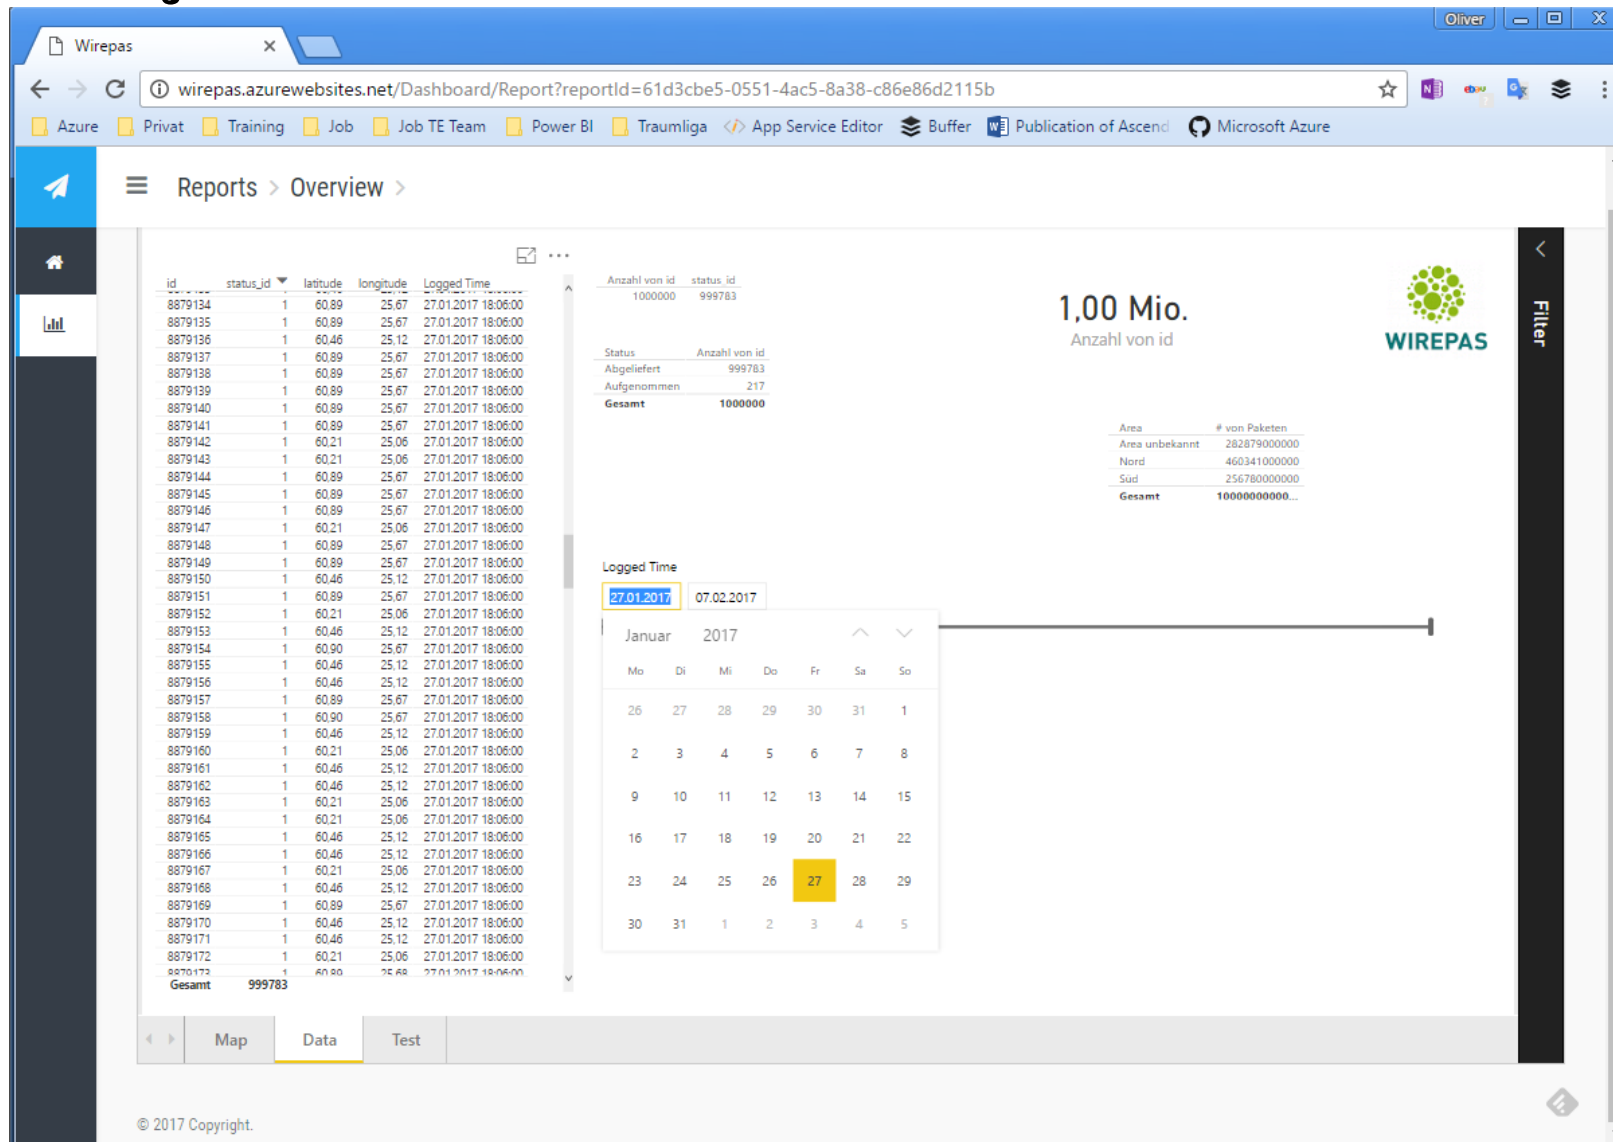 Oliver
Wirepas
wirepas.azurewebsites.net/Dashboard/Report?reportId=61d3cbe5-0551-4ac5-8a38-c86e86d2115b
Azure Privat Training Job Job TE Team Power BI Traumliga App Service Editor Buffer Publication of Ascend Microsoft Azure
Reports > Overview >
id status_id latitude longitude Logged Time
8879134 1 60,89 25,67 27.01.2017 18:06:00
8879135 1 60,89 25,67 27.01.2017 18:06:00
8879136 1 60,46 25,12 27.01.2017 18:06:00
8879137 1 60,89 25,67 27.01.2017 18:06:00
8879138 1 60,89 25,67 27.01.2017 18:06:00
8879139 1 60,89 25,67 27.01.2017 18:06:00
8879140 1 60,89 25,67 27.01.2017 18:06:00
8879141 1 60,89 25,67 27.01.2017 18:06:00
8879142 1 60,21 25,06 27.01.2017 18:06:00
8879143 1 60,21 25,06 27.01.2017 18:06:00
8879144 1 60,89 25,67 27.01.2017 18:06:00
8879145 1 60,89 25,67 27.01.2017 18:06:00
8879146 1 60,89 25,67 27.01.2017 18:06:00
8879147 1 60,21 25,06 27.01.2017 18:06:00
8879148 1 60,89 25,67 27.01.2017 18:06:00
8879149 1 60,89 25,67 27.01.2017 18:06:00
8879150 1 60,46 25,12 27.01.2017 18:06:00
8879151 1 60,89 25,67 27.01.2017 18:06:00
8879152 1 60,21 25,06 27.01.2017 18:06:00
8879153 1 60,46 25,12 27.01.2017 18:06:00
8879154 1 60,90 25,67 27.01.2017 18:06:00
8879155 1 60,46 25,12 27.01.2017 18:06:00
8879156 1 60,46 25,12 27.01.2017 18:06:00
8879157 1 60,89 25,67 27.01.2017 18:06:00
8879158 1 60,90 25,67 27.01.2017 18:06:00
8879159 1 60,46 25,12 27.01.2017 18:06:00
8879160 1 60,21 25,06 27.01.2017 18:06:00
8879161 1 60,46 25,12 27.01.2017 18:06:00
8879162 1 60,46 25,12 27.01.2017 18:06:00
8879163 1 60,21 25,06 27.01.2017 18:06:00
8879164 1 60,21 25,06 27.01.2017 18:06:00
8879165 1 60,46 25,12 27.01.2017 18:06:00
8879166 1 60,46 25,12 27.01.2017 18:06:00
8879167 1 60,21 25,06 27.01.2017 18:06:00
8879168 1 60,46 25,12 27.01.2017 18:06:00
8879169 1 60,89 25,67 27.01.2017 18:06:00
8879170 1 60,46 25,12 27.01.2017 18:06:00
8879171 1 60,46 25,12 27.01.2017 18:06:00
8879172 1 60,21 25,06 27.01.2017 18:06:00
8879173 1 60,89 25,68 27.01.2017 18:06:00
Gesamt 999783
Anzahl von id status_id
1000000 999783
Status Anzahl von id
Abgeliefert 999783
Aufgenommen 217
Gesamt 1000000
1,00 Mio.
Anzahl von id
WIREPAS
Area # von Paketen
Area unbekannt 282879000000
Nord 460341000000
Süd 256780000000
Gesamt 10000000000...
Filter
Logged Time
27.01.2017 07.02.2017
Januar 2017
Mo Di Mi Do Fr Sa So
26 27 28 29 30 31 1
2 3 4 5 6 7 8
9 10 11 12 13 14 15
16 17 18 19 20 21 22
23 24 25 26 27 28 29
30 31 1 2 3 4 5
Map Data Test
© 2017 Copyright.